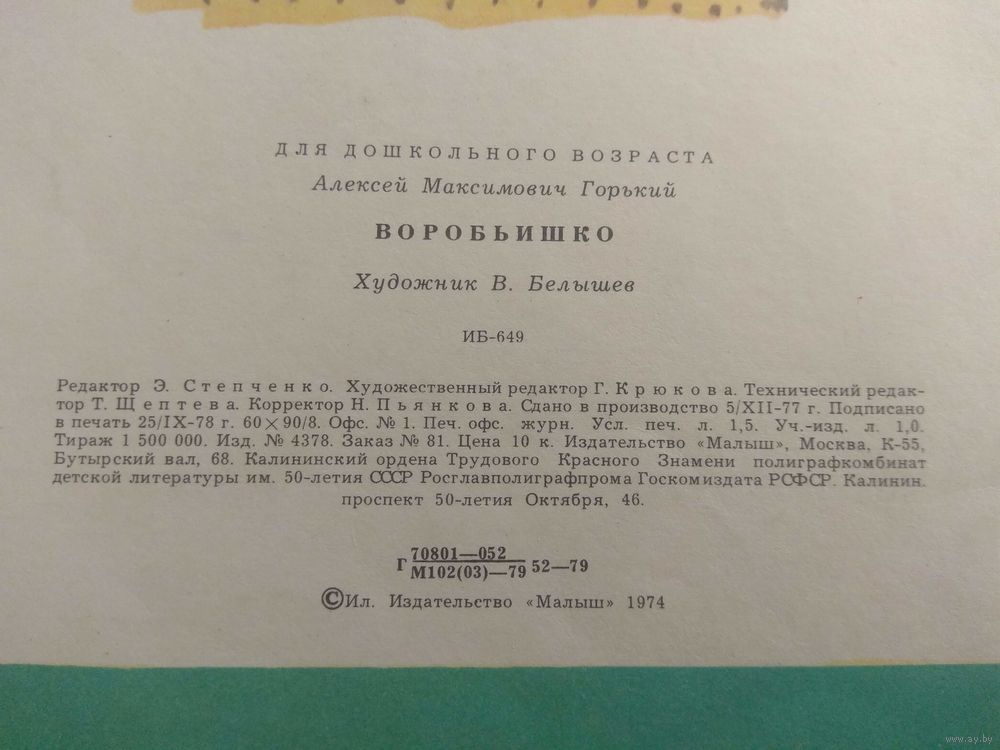 ДЛЯ ДОШКОЛЬНОГО ВОЗРАСТА
Алексей Максимович Горький
ВОРОБЬИШКО
Художник В. Белышев
ИБ-649
Редактор Э. Степченко. Художественный редактор Г. Крюкова. Технический редак-
тор Т. Щептева. Корректор Н. Пьянкова. Сдано в производство 5/XII-77 г. Подписано
в печать 25/IX-78 г. 60×90/8. Офс. № 1. Печ. офс. журн. Усл. печ. л. 1,5. Уч.-изд. л. 1,0.
Тираж 1 500 000. Изд. № 4378. Заказ № 81. Цена 10 к. Издательство «Малыш», Москва, К-55,
Бутырский вал, 68. Калининский ордена Трудового Красного Знамени полиграфкомбинат
детской литературы им. 50-летия СССР Росглавполиграфпрома Госкомиздата РСФСР. Калинин.
проспект 50-летия Октября, 46.
Г 70801—052
М102(03)—79 52—79
©Ил. Издательство «Малыш» 1974
www.ay.by